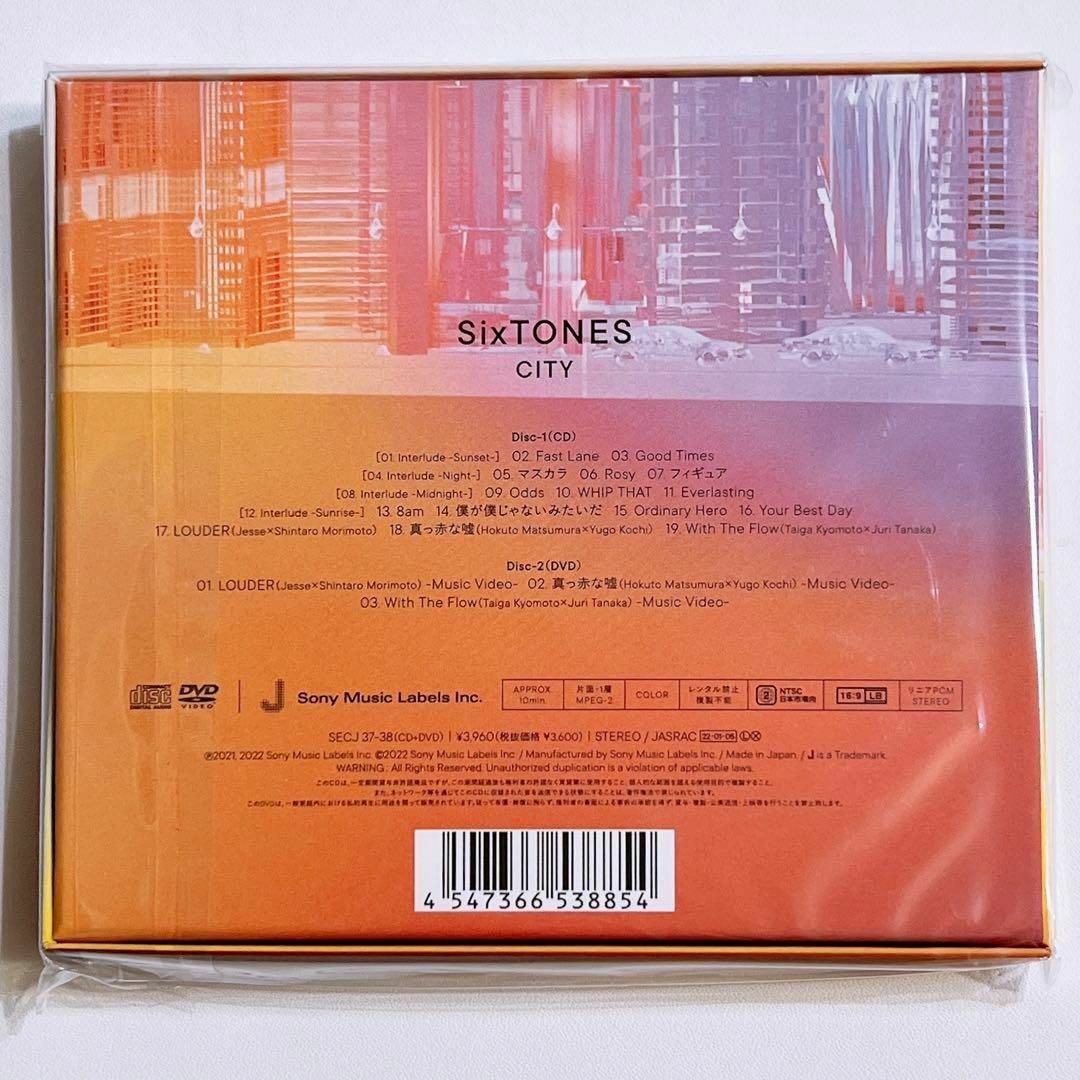 SixTONES
CITY
Disc-1(CD)
[01. Interlude -Sunset-] 02. Fast Lane 03. Good Times
[04. Interlude -Night-] 05. マスカラ 06. Rosy 07. フィギュア
[08. Interlude -Midnight-] 09. Odds 10. WHIP THAT 11. Everlasting
[12. Interlude -Sunrise-] 13. 8am 14. 僕が僕じゃないみたいだ 15. Ordinary Hero 16. Your Best Day
17. LOUDER(Jesse×Shintaro Morimoto) 18. 真っ赤な嘘(Hokuto Matsumura×Yugo Kochi) 19. With The Flow(Taiga Kyomoto×Juri Tanaka)
Disc-2(DVD)
01. LOUDER(Jesse×Shintaro Morimoto) -Music Video- 02. 真っ赤な嘘(Hokuto Matsumura×Yugo Kochi) -Music Video-
03. With The Flow(Taiga Kyomoto×Juri Tanaka) -Music Video-
COMPACT disc DIGITAL AUDIO DVD VIDEO J Sony Music Labels Inc. APPROX. 10min. 片面・1層 MPEG-2 COLOR レンタル禁止 複製不能 2 NTSC 日本市場向 16:9 LB リニアPCM STEREO
SECJ 37-38(CD+DVD) | ¥3,960(税抜価格 ¥3,600) | STEREO / JASRAC 22・01・05 Ⓛ Ⓧ
Ⓟ2021, 2022 Sony Music Labels Inc. ©2022 Sony Music Labels Inc. / Manufactured by Sony Music Labels Inc. / Made in Japan. / J is a Trademark.
WARNING : All Rights Reserved. Unauthorized duplication is a violation of applicable laws.
4 547366 538854